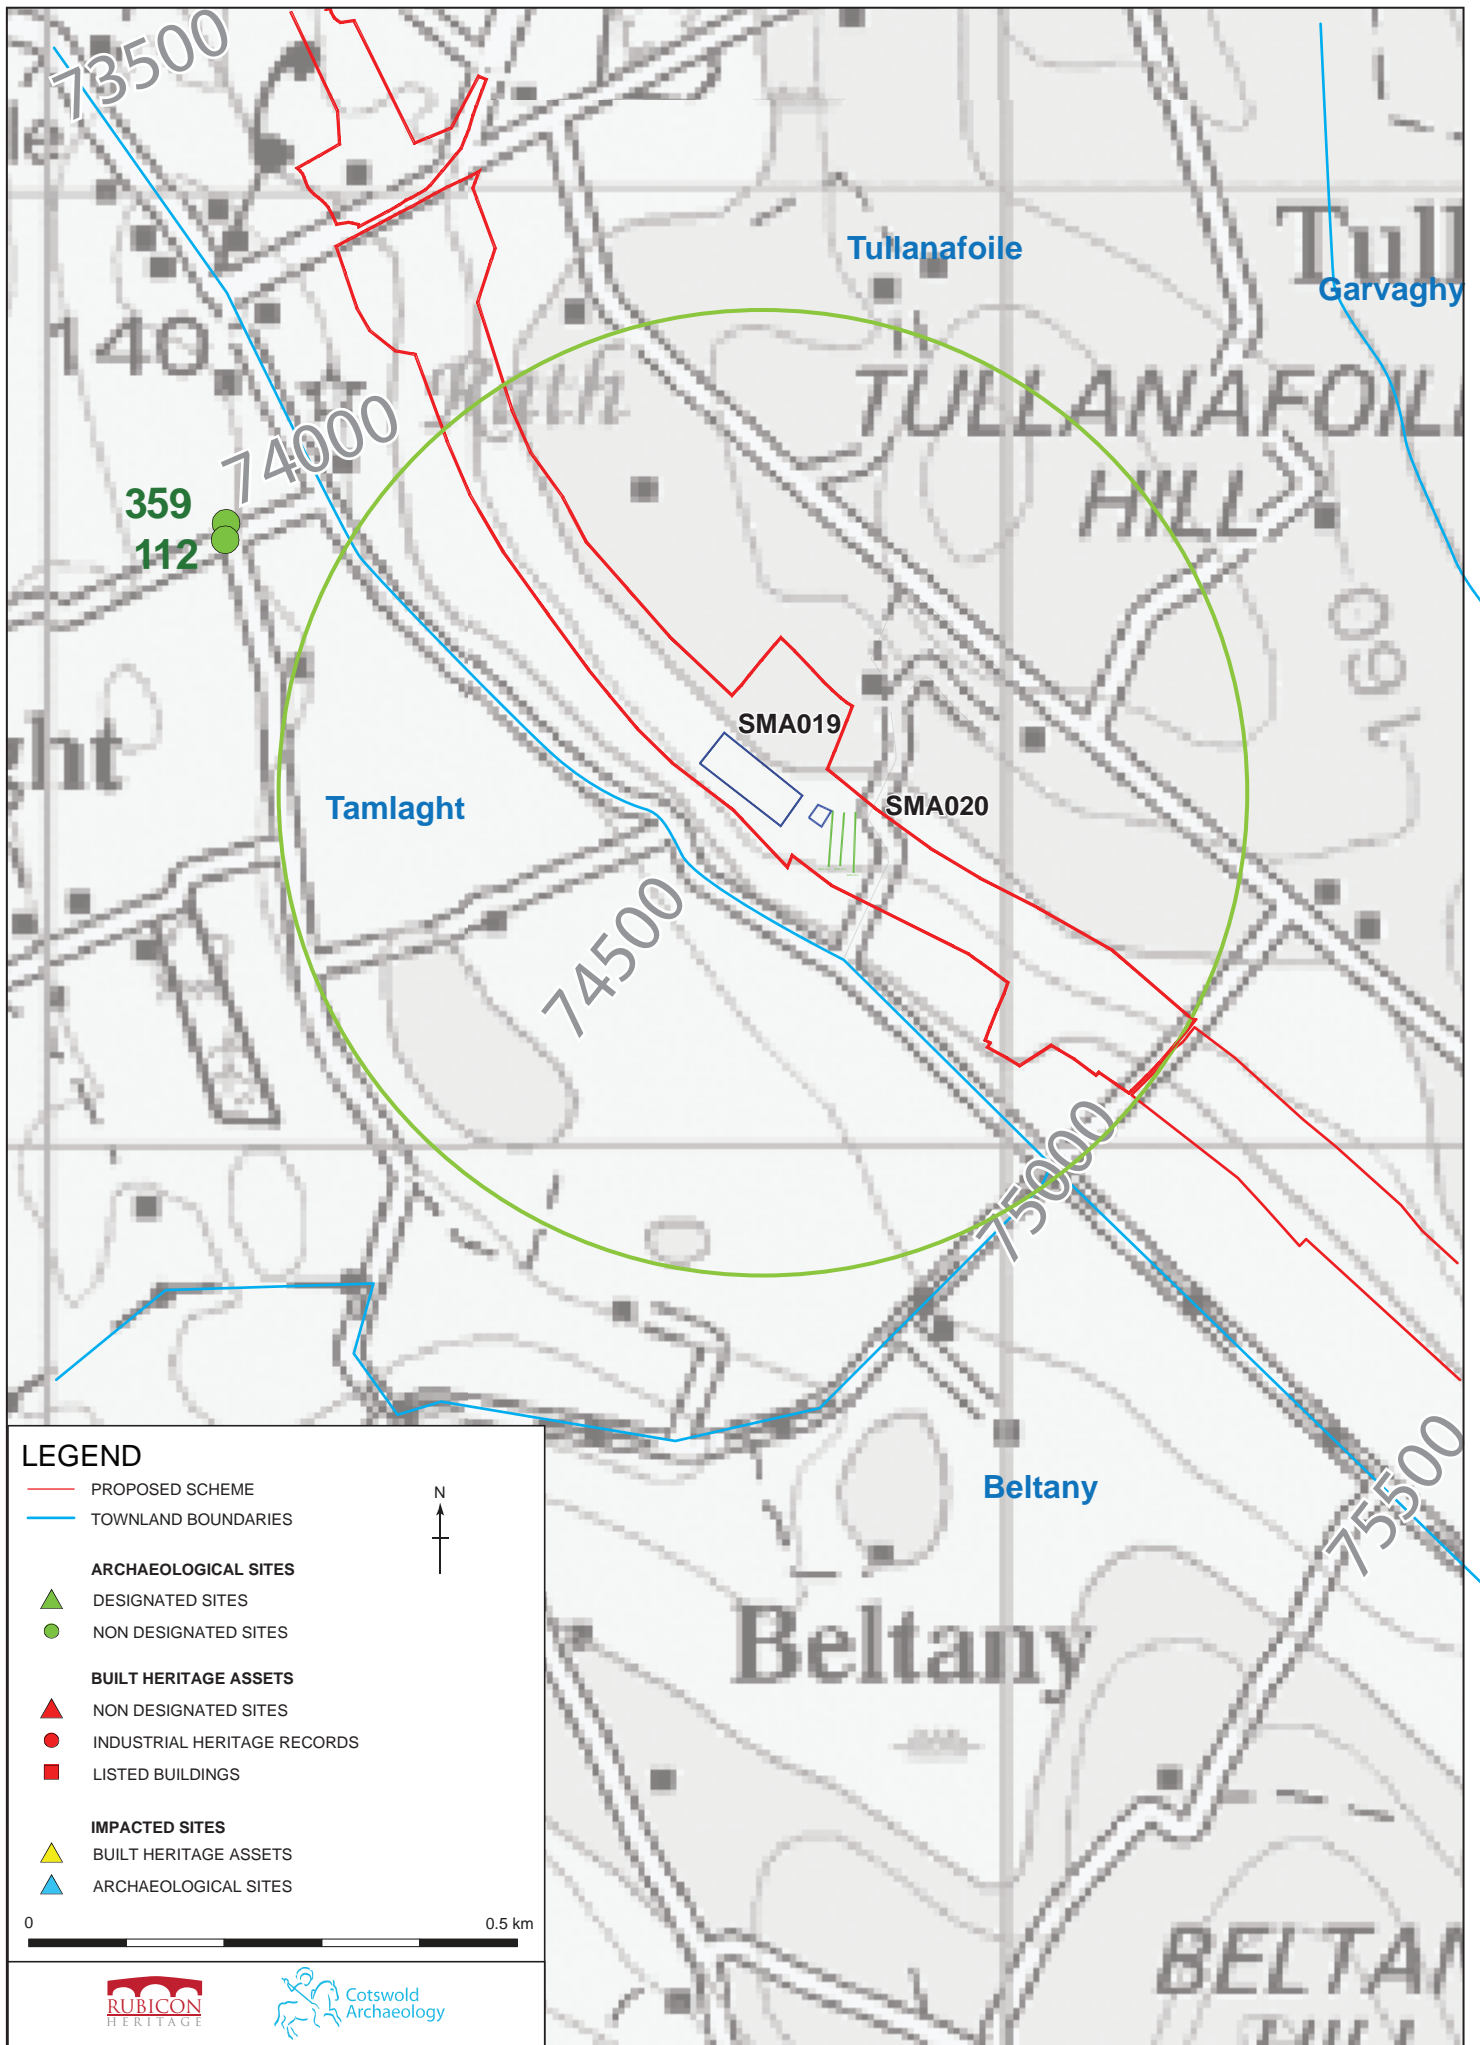 73500
Tullanafoile
Tull
Garvaghy
140
Rath
TULLANAFOIL
HILL
74000
359
112
160
ht
SMA019
SMA020
Tamlaght
74500
75000
75500
Beltany
Beltany
BELTAN
HILL
LEGEND
PROPOSED SCHEME
TOWNLAND BOUNDARIES
N
ARCHAEOLOGICAL SITES
DESIGNATED SITES
NON DESIGNATED SITES
BUILT HERITAGE ASSETS
NON DESIGNATED SITES
INDUSTRIAL HERITAGE RECORDS
LISTED BUILDINGS
IMPACTED SITES
BUILT HERITAGE ASSETS
ARCHAEOLOGICAL SITES
0 0.5 km
RUBICON
HERITAGE
Cotswold
Archaeology